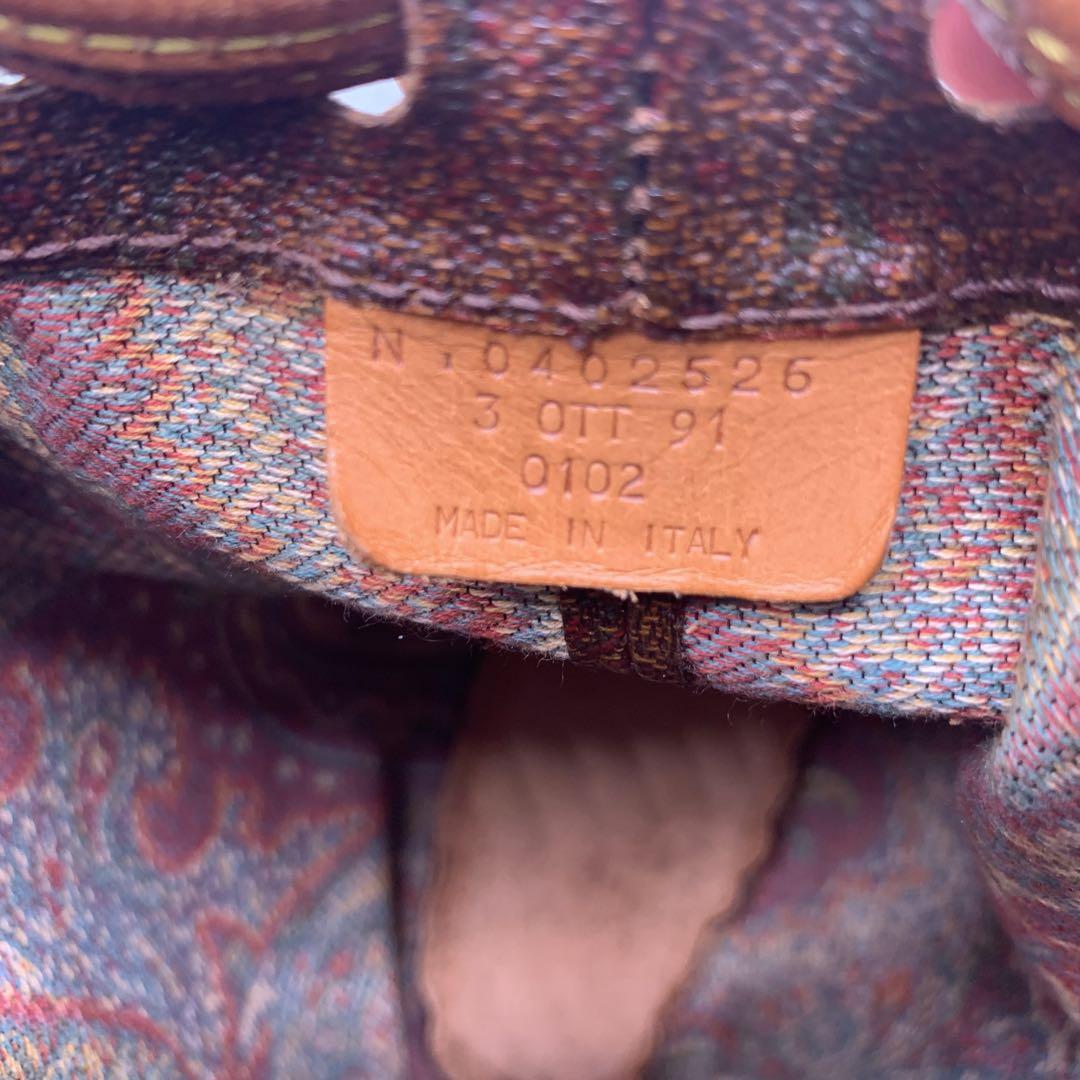 N. 0402526
3 OTT 91
0102
MADE IN ITALY